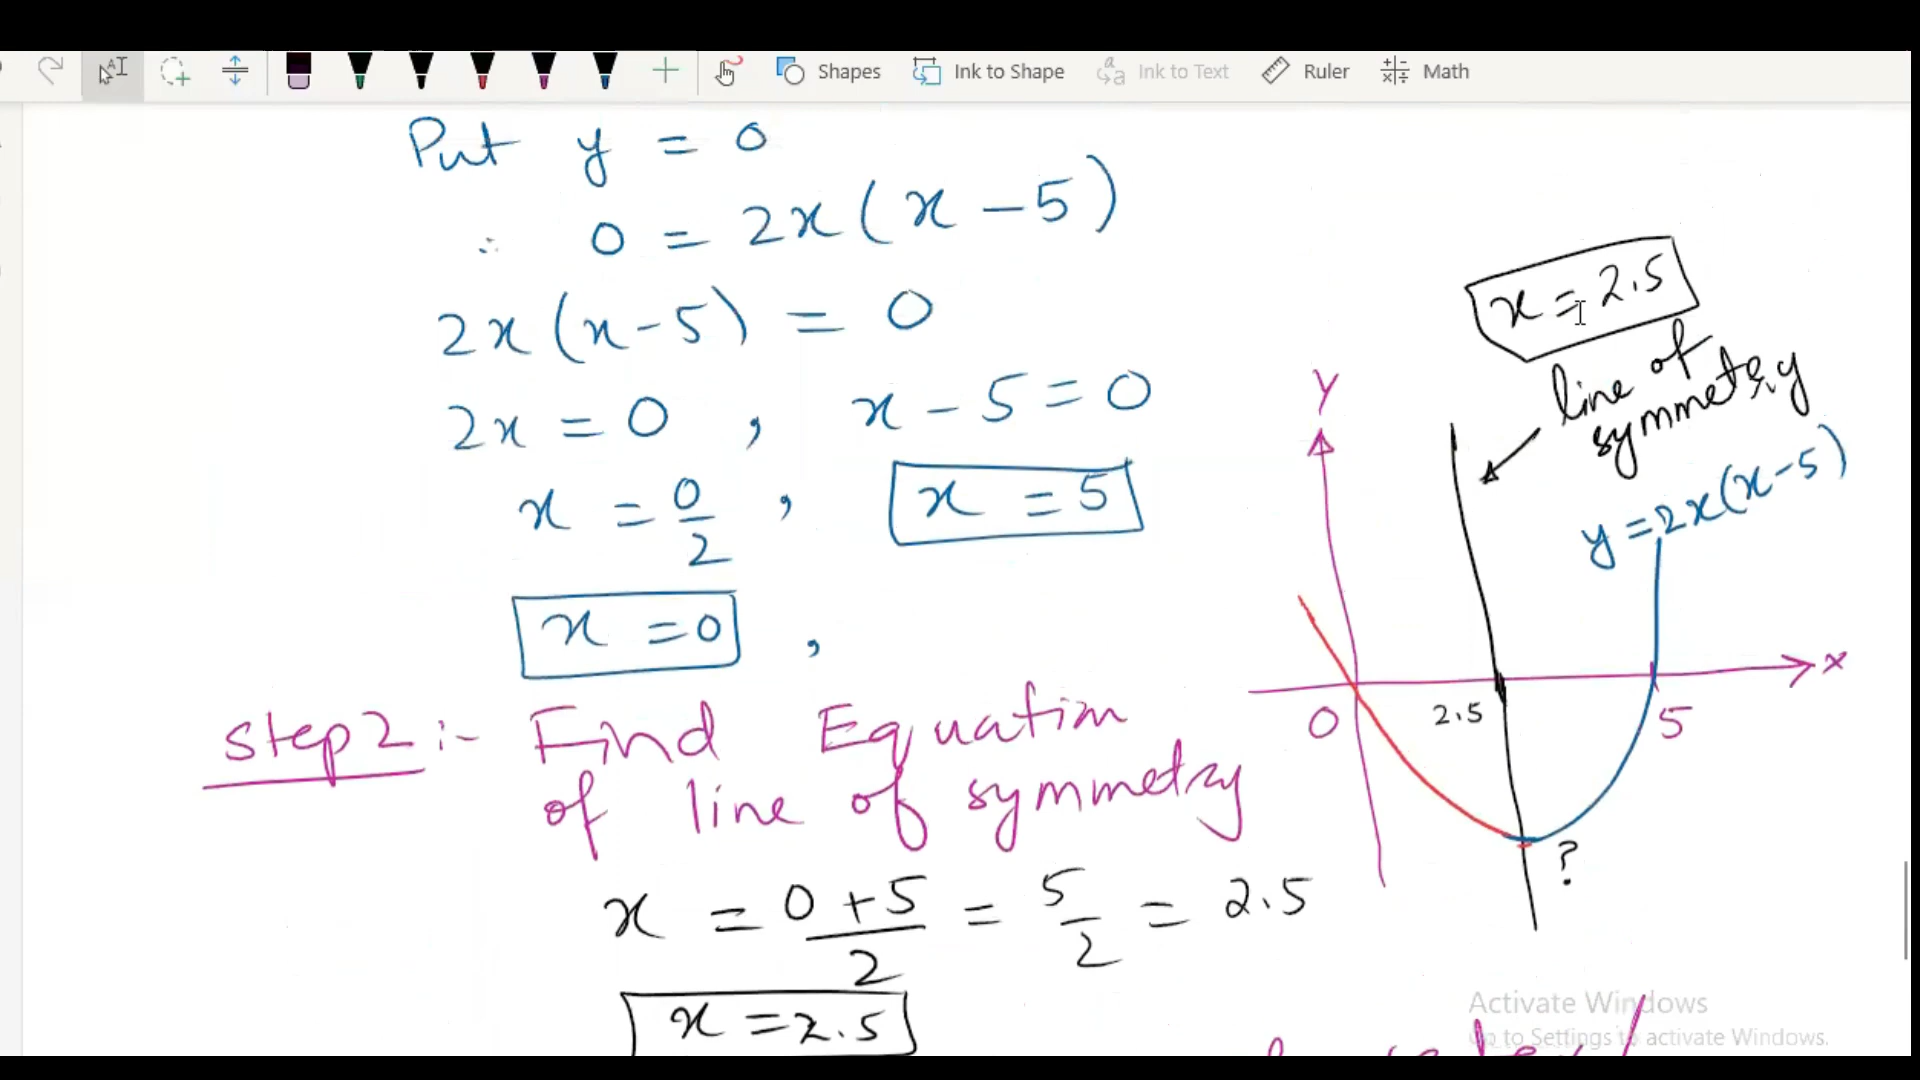 Shapes Ink to Shape Ink to Text Ruler Math
Put y = 0
∴ 0 = 2x(x-5)
2x(x-5) = 0
2x = 0 , x - 5 = 0
x = 0/2 , x = 5
x = 0 ,
step 2 :- Find Equation
of line of symmetry
x = (0+5)/2 = 5/2 = 2.5
x = 2.5
x = 2.5
line of
symmetry
y = 2x(x-5)
Y
x
0
2.5
5
?
Activate Windows
Go to Settings to activate Windows.